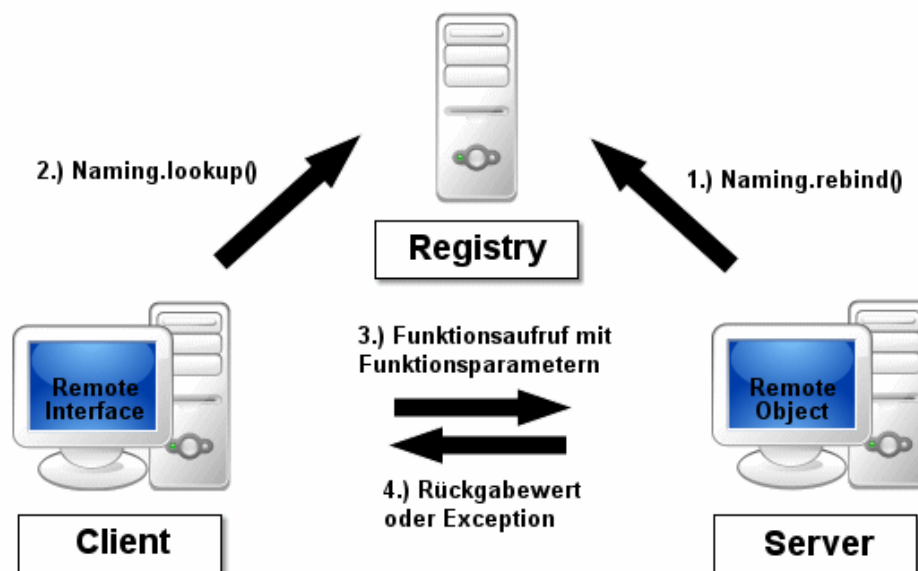 2.) Naming.lookup()
1.) Naming.rebind()
Registry
3.) Funktionsaufruf mit
Funktionsparametern
Remote
Interface
Remote
Object
4.) Rückgabewert
oder Exception
Client
Server